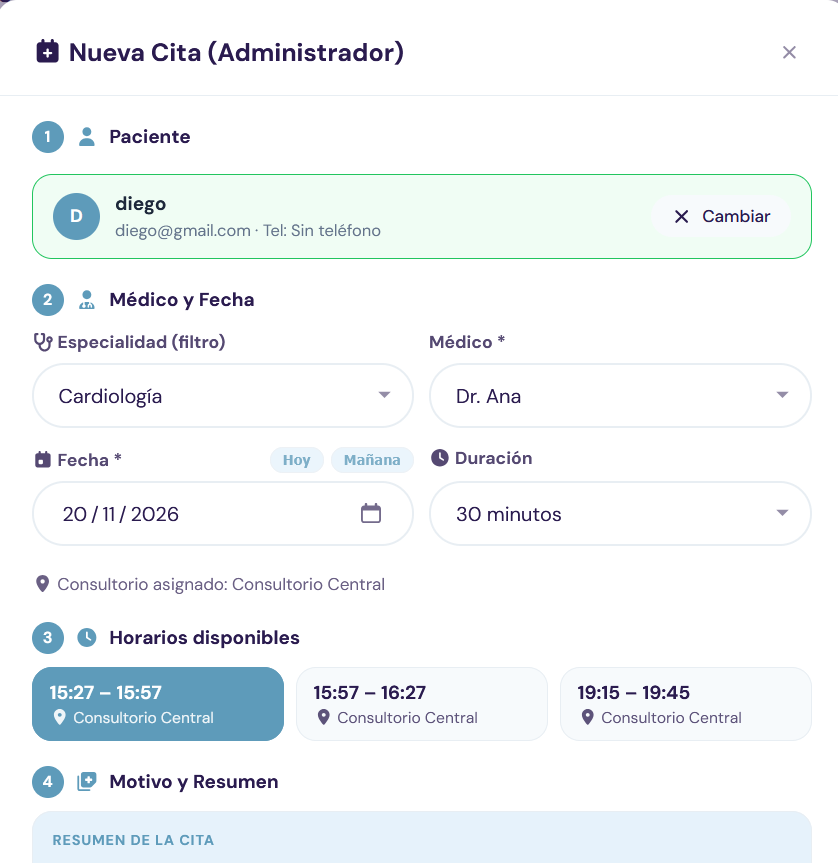 Nueva Cita (Administrador)
1 Paciente
D
diego
diego@gmail.com · Tel: Sin teléfono
Cambiar
2 Médico y Fecha
Especialidad (filtro)
Médico *
Cardiología
Dr. Ana
Fecha *
Hoy
Mañana
Duración
20 / 11 / 2026
30 minutos
Consultorio asignado: Consultorio Central
3 Horarios disponibles
15:27 – 15:57
Consultorio Central
15:57 – 16:27
Consultorio Central
19:15 – 19:45
Consultorio Central
4 Motivo y Resumen
RESUMEN DE LA CITA